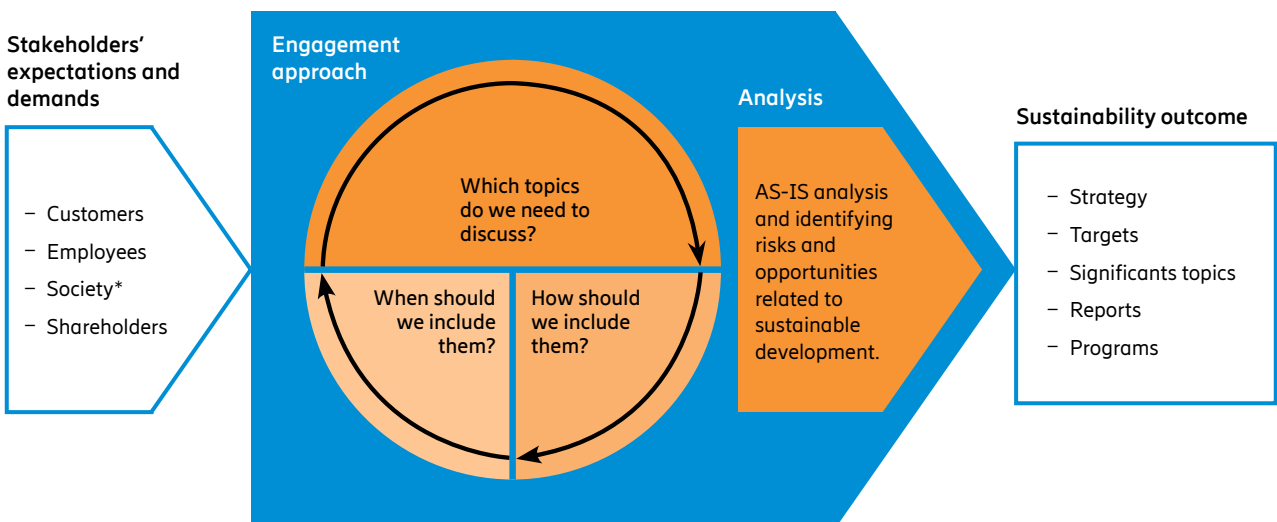 Stakeholders’
expectations and
demands
– Customers
– Employees
– Society*
– Shareholders
Engagement
approach
Which topics
do we need to
discuss?
When should
we include
them?
How should
we include
them?
Analysis
AS-IS analysis
and identifying
risks and
opportunities
related to
sustainable
development.
Sustainability outcome
– Strategy
– Targets
– Significants topics
– Reports
– Programs